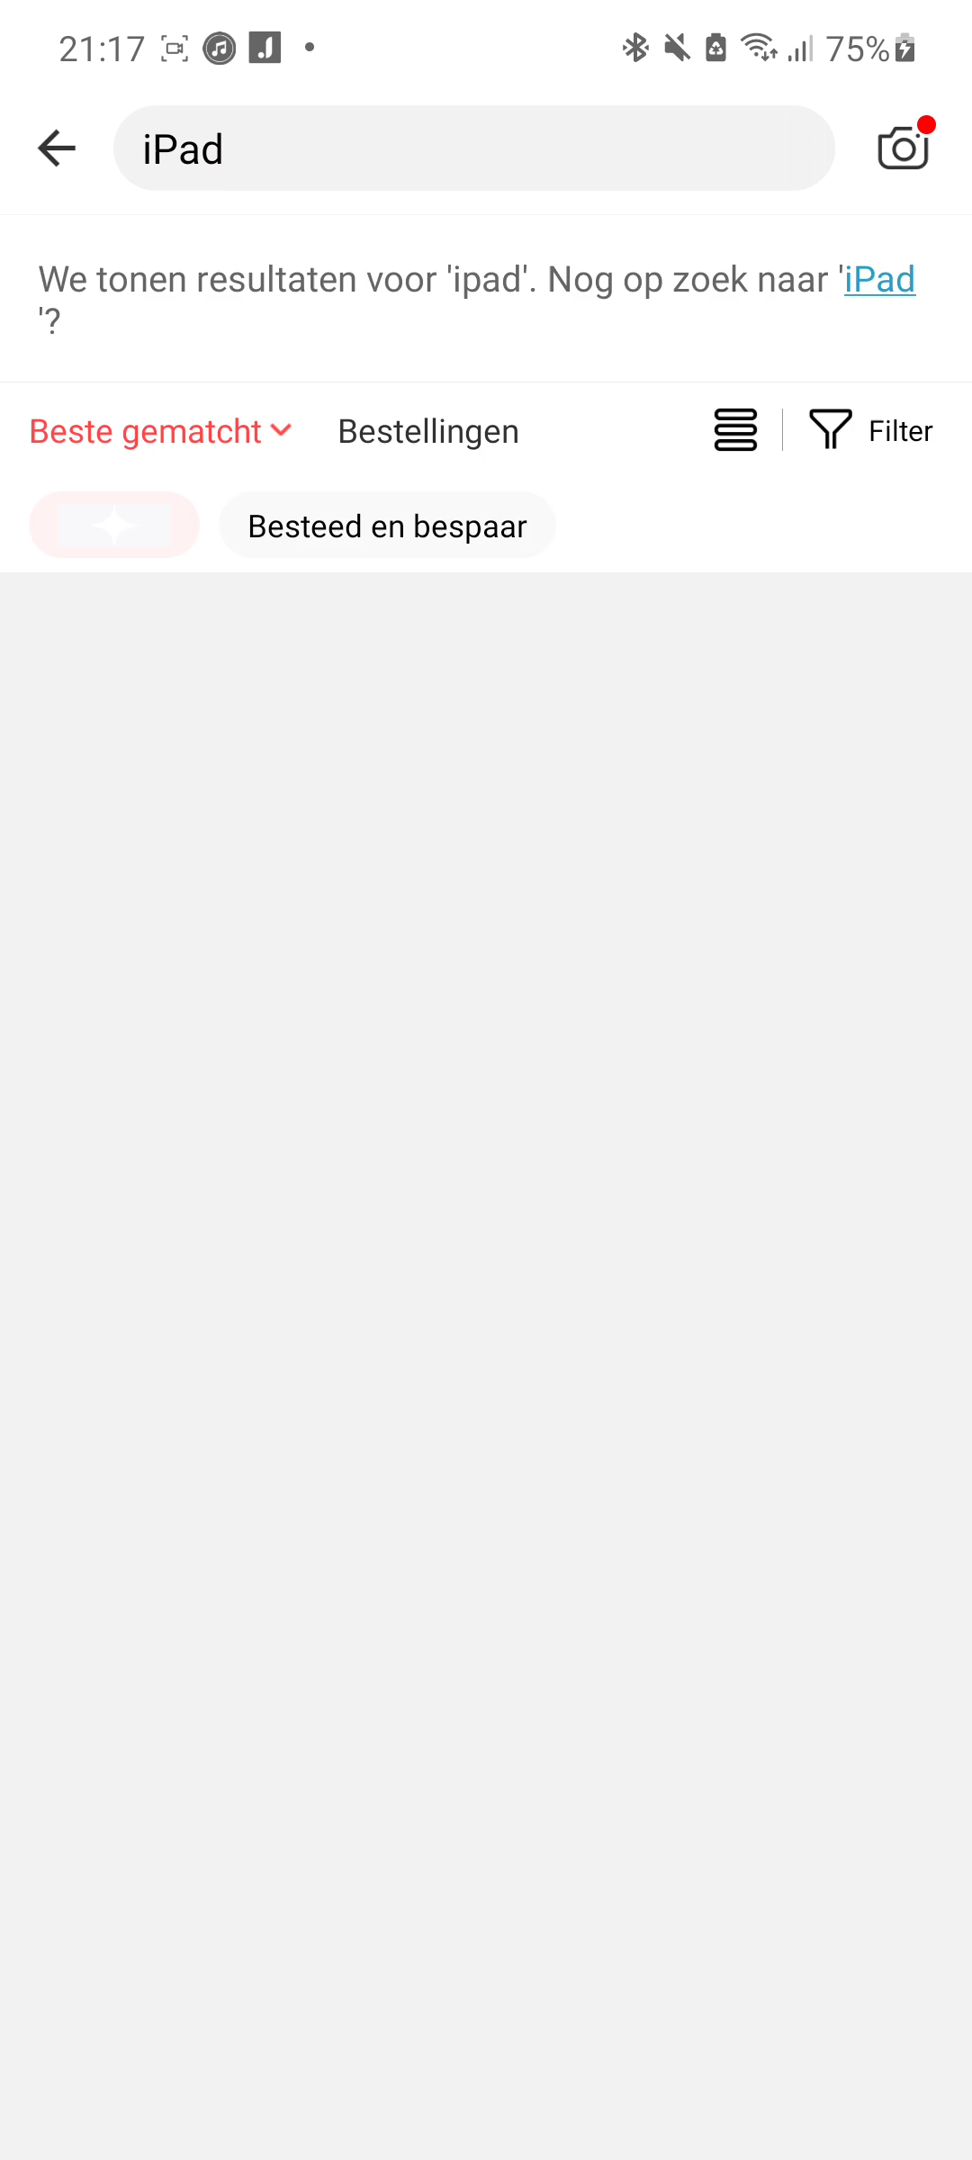 21:17
75%
iPad
We tonen resultaten voor 'ipad'. Nog op zoek naar 'iPad
'?
Beste gematcht Bestellingen Filter
Besteed en bespaar